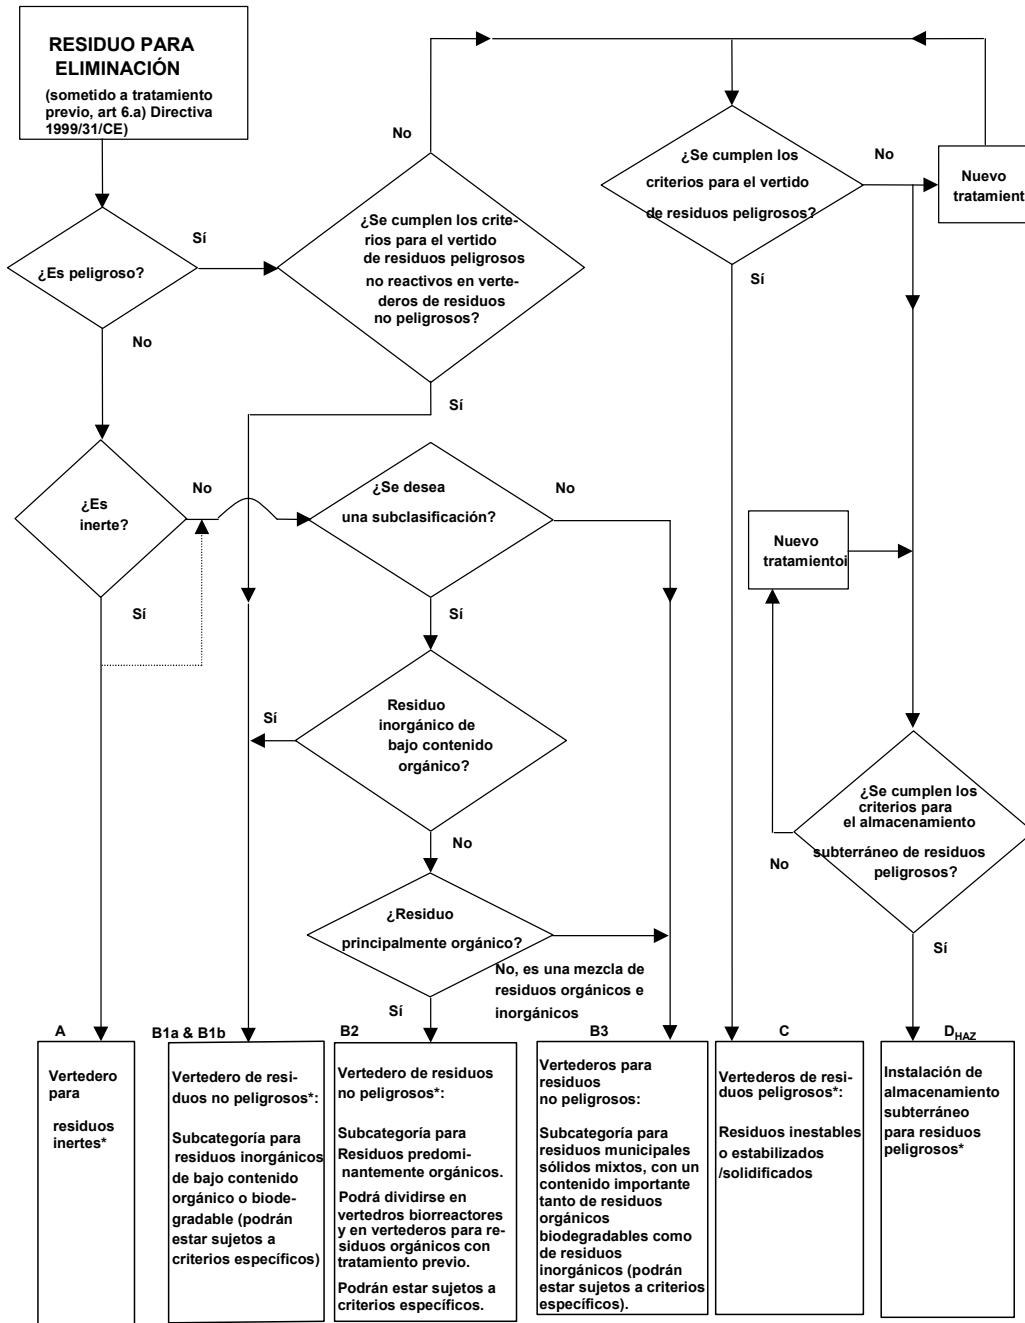 RESIDUO PARA
ELIMINACIÓN
(sometido a tratamiento
previo, art 6.a) Directiva
1999/31/CE)
No
¿Se cumplen los
criterios para el vertido
de residuos peligrosos?
No
Nuevo
tratamient
Sí
¿Es peligroso?
Sí
¿Se cumplen los crite-
rios para el vertido
de residuos peligrosos
no reactivos en verte-
deros de residuos
no peligrosos?
No
Sí
¿Es
inerte?
No
Sí
¿Se desea
una subclasificación?
No
Sí
Nuevo
tratamientoi
Residuo
inorgánico de
bajo contenido
orgánico?
Sí
No
¿Se cumplen los
criterios para
el almacenamiento
subterráneo de residuos
peligrosos?
No
Sí
¿Residuo
principalmente orgánico?
No, es una mezcla de
residuos orgánicos e
inorgánicos
Sí
A
Vertedero
para
residuos
inertes*
B1a & B1b
Vertedero de resi-
duos no peligrosos*:
Subcategoría para
residuos inorgánicos
de bajo contenido
orgánico o biode-
gradable (podrán
estar sujetos a
criterios específicos)
B2
Vertedero de residuos
no peligrosos*:
Subcategoría para
Residuos predomi-
nantemente orgánicos.
Podrá dividirse en
vertedros biorreactores
y en vertederos para re-
siduos orgánicos con
tratamiento previo.
Podrán estar sujetos a
criterios específicos.
B3
Vertederos para
residuos
no peligrosos:
Subcategoría para
residuos municipales
sólidos mixtos, con un
contenido importante
tanto de residuos
orgánicos
biodegradables como
de residuos
inorgánicos (podrán
estar sujetos a criterios
específicos).
C
Vertederos de resi-
duos peligrosos*:
Residuos inestables
o estabilizados
/solidificados
DHAZ
Instalación de
almacenamiento
subterráneo
para residuos
peligrosos*